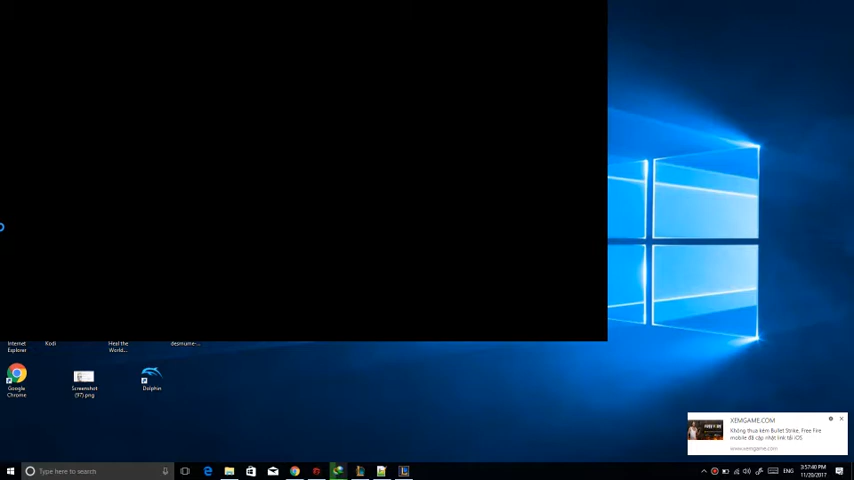 Internet
Explorer
Kodi
Heal the
World...
desmume-...
Google
Chrome
Screenshot
(97).png
Dolphin
XEMGAME.COM
Không thua kém Bullet Strike, Free Fire
mobile đã cập nhật link tải iOS
www.xemgame.com
Type here to search
ENG
3:57:40 PM
11/20/2017